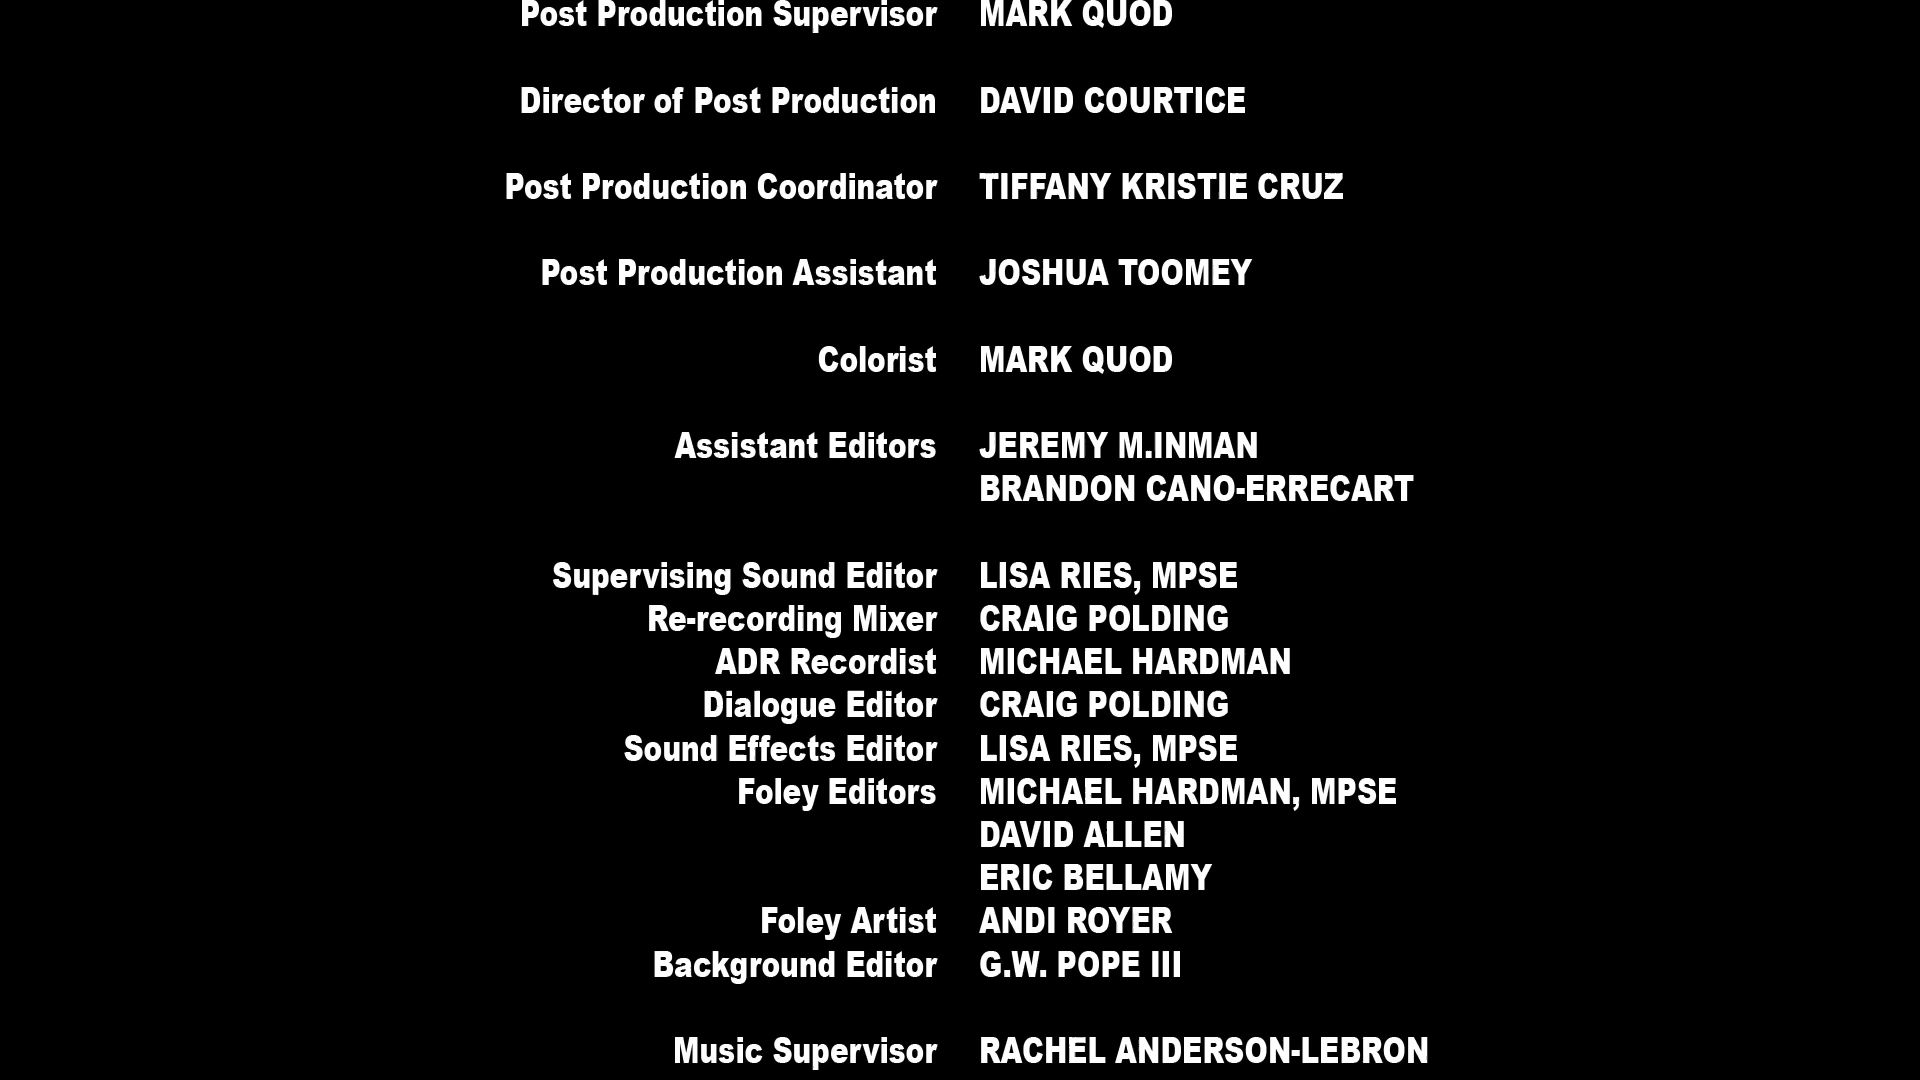 Post Production Supervisor MARK QUOD
Director of Post Production DAVID COURTICE
Post Production Coordinator TIFFANY KRISTIE CRUZ
Post Production Assistant JOSHUA TOOMEY
Colorist MARK QUOD
Assistant Editors JEREMY M.INMAN
BRANDON CANO-ERRECART
Supervising Sound Editor LISA RIES, MPSE
Re-recording Mixer CRAIG POLDING
ADR Recordist MICHAEL HARDMAN
Dialogue Editor CRAIG POLDING
Sound Effects Editor LISA RIES, MPSE
Foley Editors MICHAEL HARDMAN, MPSE
DAVID ALLEN
ERIC BELLAMY
Foley Artist ANDI ROYER
Background Editor G.W. POPE III
Music Supervisor RACHEL ANDERSON-LEBRON